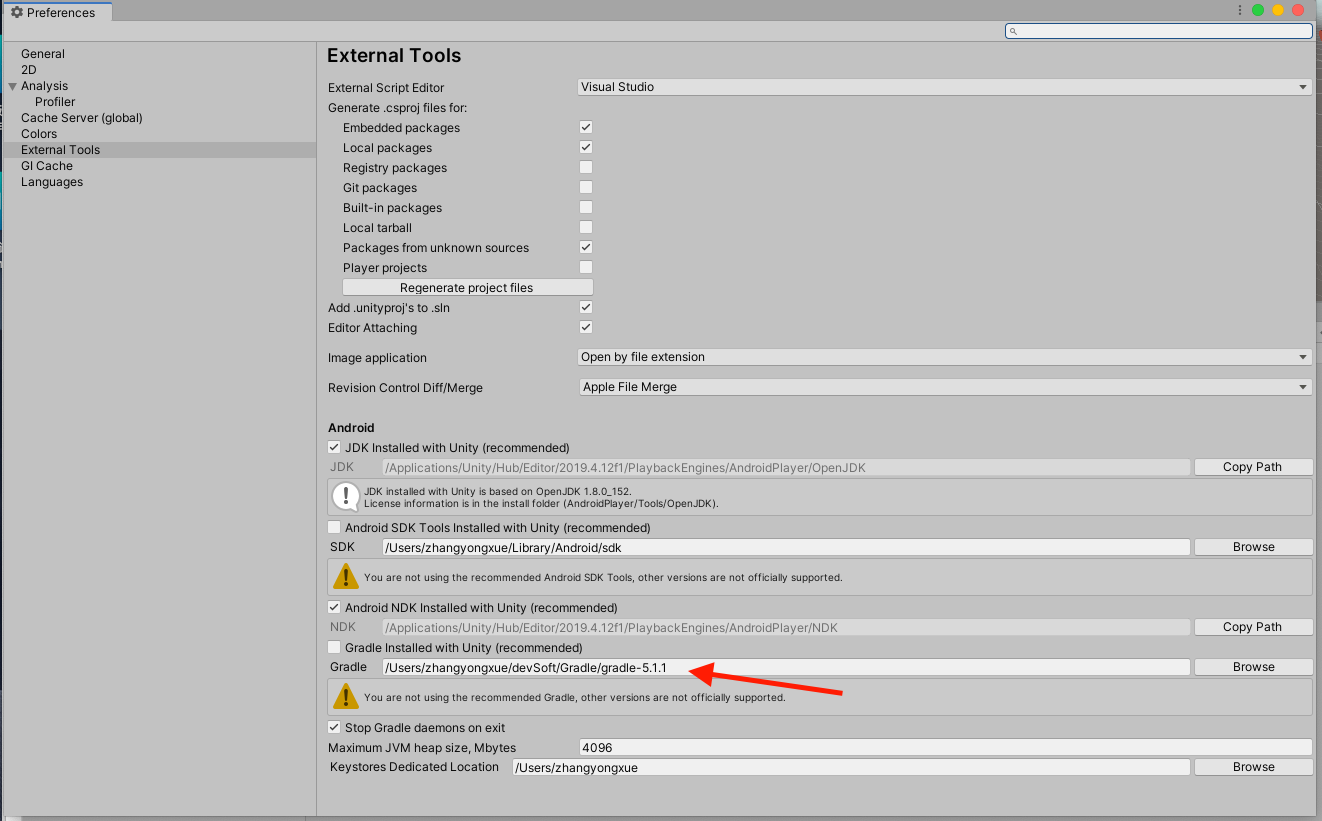 Preferences
General
2D
Analysis
Profiler
Cache Server (global)
Colors
External Tools
GI Cache
Languages
External Tools
External Script Editor Visual Studio
Generate .csproj files for:
Embedded packages
Local packages
Registry packages
Git packages
Built-in packages
Local tarball
Packages from unknown sources
Player projects
Regenerate project files
Add .unityproj's to .sln
Editor Attaching
Image application Open by file extension
Revision Control Diff/Merge Apple File Merge
Android
JDK Installed with Unity (recommended)
JDK /Applications/Unity/Hub/Editor/2019.4.12f1/PlaybackEngines/AndroidPlayer/OpenJDK Copy Path
JDK installed with Unity is based on OpenJDK 1.8.0_152.
License information is in the install folder (AndroidPlayer/Tools/OpenJDK).
Android SDK Tools Installed with Unity (recommended)
SDK /Users/zhangyongxue/Library/Android/sdk Browse
You are not using the recommended Android SDK Tools, other versions are not officially supported.
Android NDK Installed with Unity (recommended)
NDK /Applications/Unity/Hub/Editor/2019.4.12f1/PlaybackEngines/AndroidPlayer/NDK Copy Path
Gradle Installed with Unity (recommended)
Gradle /Users/zhangyongxue/devSoft/Gradle/gradle-5.1.1 Browse
You are not using the recommended Gradle, other versions are not officially supported.
Stop Gradle daemons on exit
Maximum JVM heap size, Mbytes 4096
Keystores Dedicated Location /Users/zhangyongxue Browse